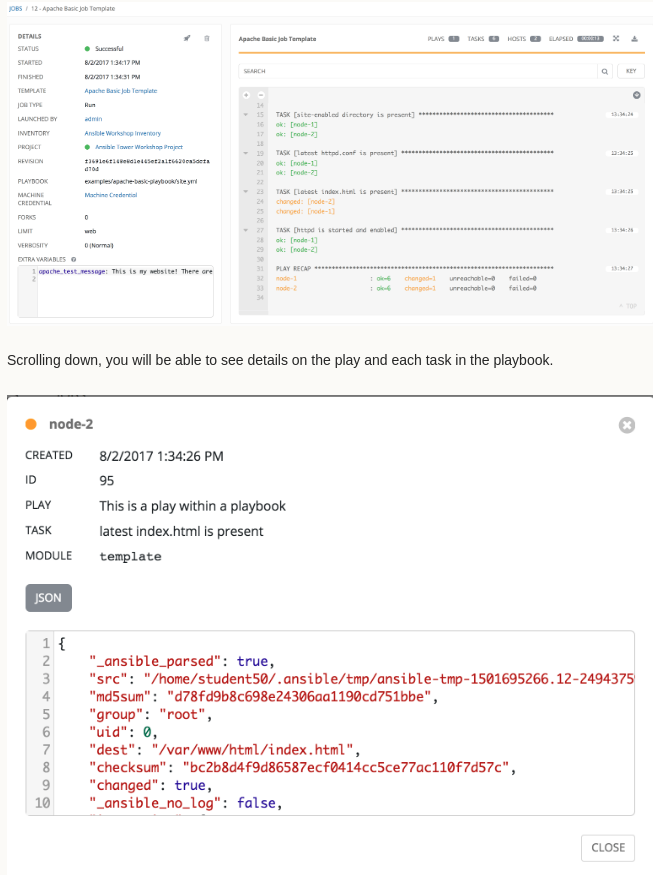 JOBS / 12 - Apache Basic Job Template
DETAILS
STATUS Successful
STARTED 8/2/2017 1:34:17 PM
FINISHED 8/2/2017 1:34:31 PM
TEMPLATE Apache Basic Job Template
JOB TYPE Run
LAUNCHED BY admin
INVENTORY Ansible Workshop Inventory
PROJECT Ansible Tower Workshop Project
REVISION
PLAYBOOK examples/apache-basic-playbook/site.yml
MACHINE CREDENTIAL Machine Credential
FORKS 0
LIMIT web
VERBOSITY 0 (Normal)
EXTRA VARIABLES
1 apache_test_message: This is my website! There are
2
Apache Basic Job Template PLAYS 1 TASKS 6 HOSTS 2 ELAPSED
SEARCH KEY
14
15 TASK [site-enabled directory is present] *************************************** 13:34:24
16 ok: [node-1]
17 ok: [node-2]
18
19 TASK [latest httpd.conf is present] ******************************************** 13:34:25
20 ok: [node-1]
21 ok: [node-2]
22
23 TASK [latest index.html is present] ******************************************** 13:34:25
24 changed: [node-2]
25 changed: [node-1]
26
27 TASK [httpd is started and enabled] ******************************************** 13:34:26
28 ok: [node-1]
29 ok: [node-2]
30
31 PLAY RECAP ********************************************************************* 13:34:27
32 node-1 : ok=6 changed=1 unreachable=0 failed=0
33 node-2 : ok=6 changed=1 unreachable=0 failed=0
34
^ TOP
Scrolling down, you will be able to see details on the play and each task in the playbook.
node-2
CREATED 8/2/2017 1:34:26 PM
ID 95
PLAY This is a play within a playbook
TASK latest index.html is present
MODULE template
JSON
1 {
2 "_ansible_parsed": true,
3 "src": "/home/student50/.ansible/tmp/ansible-tmp-1501695266.12-2494375
4 "md5sum": "d78fd9b8c698e24306aa1190cd751bbe",
5 "group": "root",
6 "uid": 0,
7 "dest": "/var/www/html/index.html",
8 "checksum": "bc2b8d4f9d86587ecf0414cc5ce77ac110f7d57c",
9 "changed": true,
10 "_ansible_no_log": false,
CLOSE